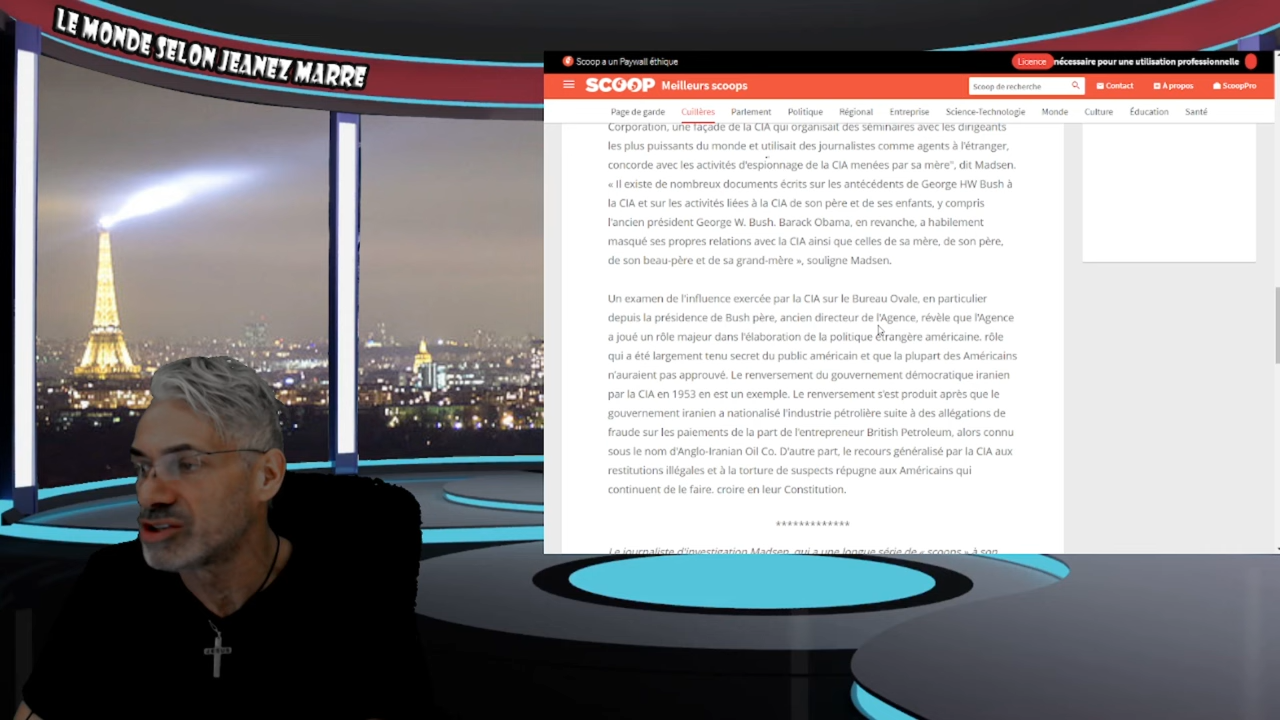 LE MONDE SELON JEANEZ MARRE
Scoop a un Paywall éthique
Licence nécessaire pour une utilisation professionnelle
SCOOP Meilleurs scoops
Scoop de recherche
Contact
À propos
ScoopPro
Page de garde Cuillères Parlement Politique Régional Entreprise Science-Technologie Monde Culture Éducation Santé
Corporation, une façade de la CIA qui organisait des séminaires avec les dirigeants
les plus puissants du monde et utilisait des journalistes comme agents à l'étranger,
concorde avec les activités d'espionnage de la CIA menées par sa mère", dit Madsen.
« Il existe de nombreux documents écrits sur les antécédents de George HW Bush à
la CIA et sur les activités liées à la CIA de son père et de ses enfants, y compris
l'ancien président George W. Bush. Barack Obama, en revanche, a habilement
masqué ses propres relations avec la CIA ainsi que celles de sa mère, de son père,
de son beau-père et de sa grand-mère », souligne Madsen.
Un examen de l'influence exercée par la CIA sur le Bureau Ovale, en particulier
depuis la présidence de Bush père, ancien directeur de l'Agence, révèle que l'Agence
a joué un rôle majeur dans l'élaboration de la politique étrangère américaine. rôle
qui a été largement tenu secret du public américain et que la plupart des Américains
n'auraient pas approuvé. Le renversement du gouvernement démocratique iranien
par la CIA en 1953 en est un exemple. Le renversement s'est produit après que le
gouvernement iranien a nationalisé l'industrie pétrolière suite à des allégations de
fraude sur les paiements de la part de l'entrepreneur British Petroleum, alors connu
sous le nom d'Anglo-Iranian Oil Co. D'autre part, le recours généralisé par la CIA aux
restitutions illégales et à la torture de suspects répugne aux Américains qui
continuent de le faire. croire en leur Constitution.
*************
Le journaliste d'investigation Madsen, qui a une longue série de « scoops » à son
JESUS